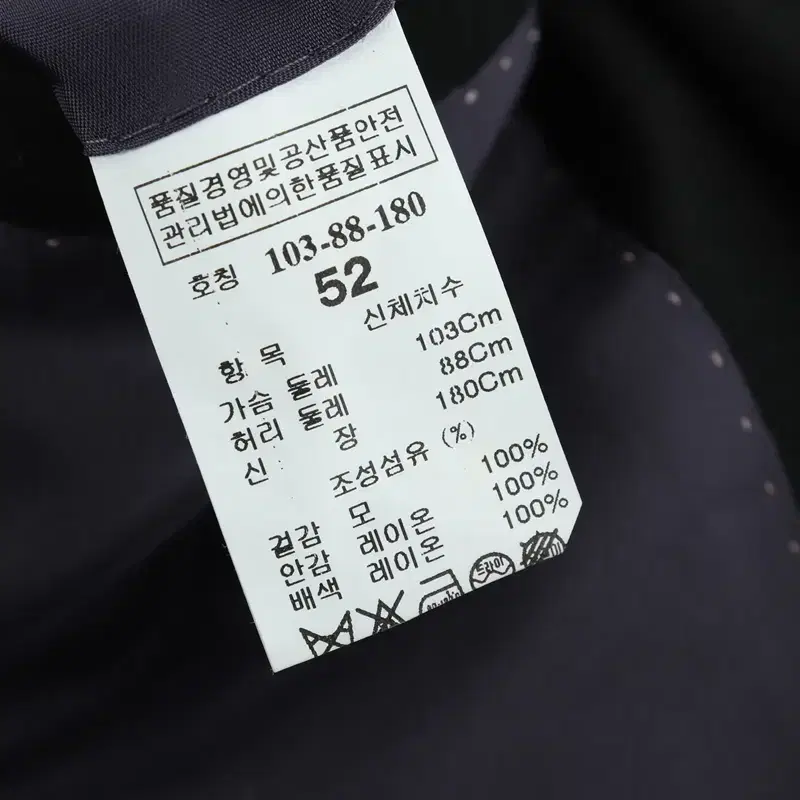 품질경영및공산품안전
관리법에의한품질표시
호칭 103-88-180
52
항 목 신체치수
가슴 둘레 103Cm
허리 둘레 88Cm
신 장 180Cm
조성섬유 (%)
겉감 모 100%
안감 레이온 100%
배색 레이온 100%
드라이